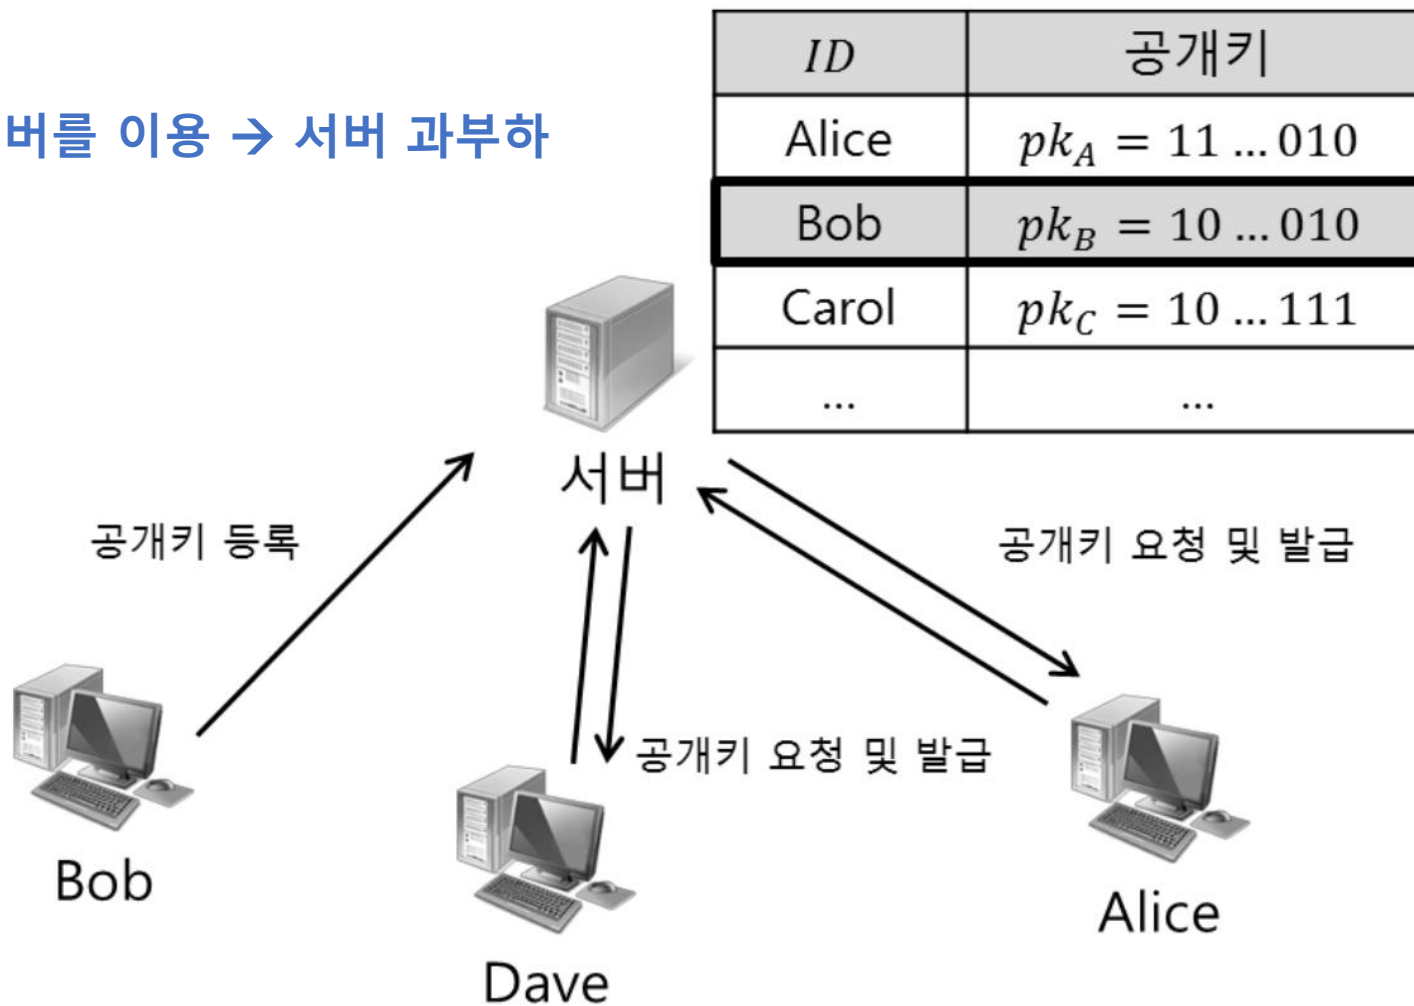 버를 이용 → 서버 과부하
ID 공개키
Alice pk_A = 11 ... 010
Bob pk_B = 10 ... 010
Carol pk_C = 10 ... 111
... ...
서버
공개키 등록
공개키 요청 및 발급
공개키 요청 및 발급
Bob
Alice
Dave